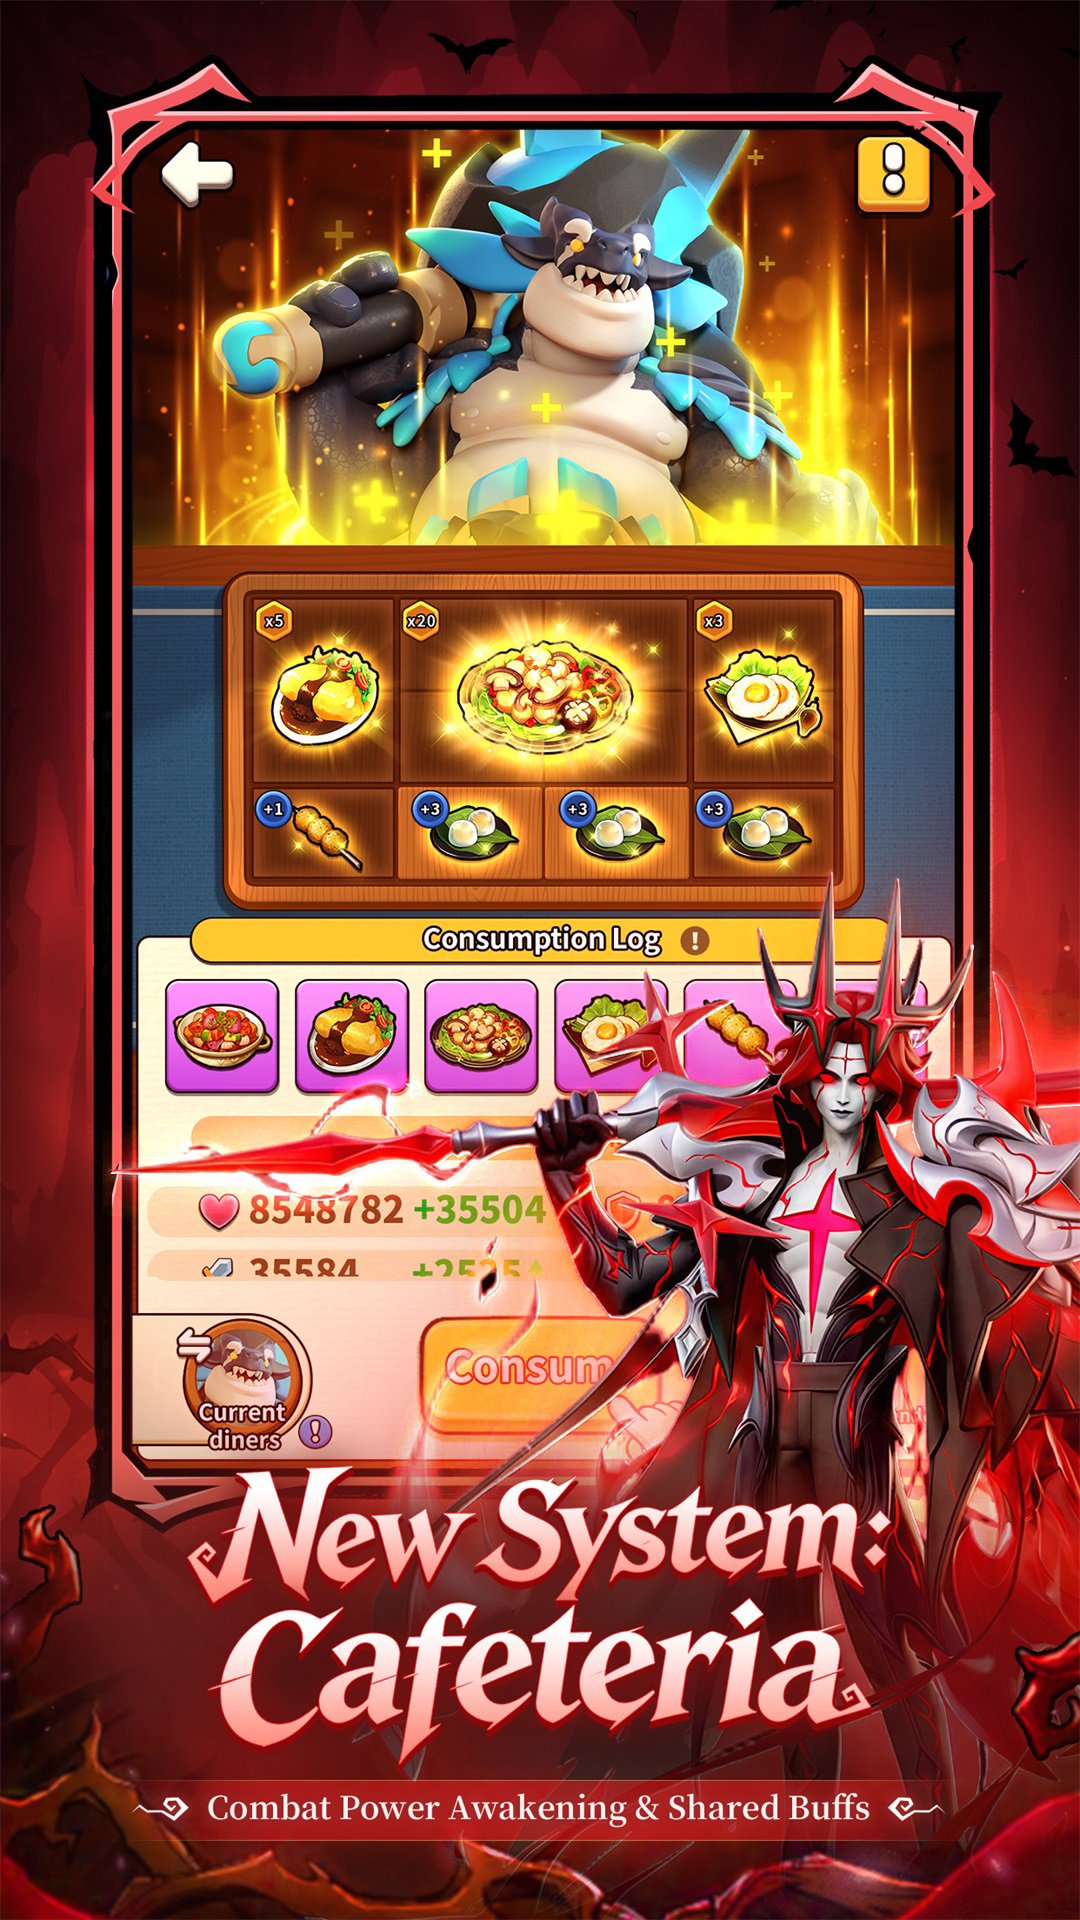 x5
x20
x3
+1
+3
+3
+3
Consumption Log
8548782 +35504
35584
Consum
Current
diners
New System:
Cafeteria
Combat Power Awakening & Shared Buffs